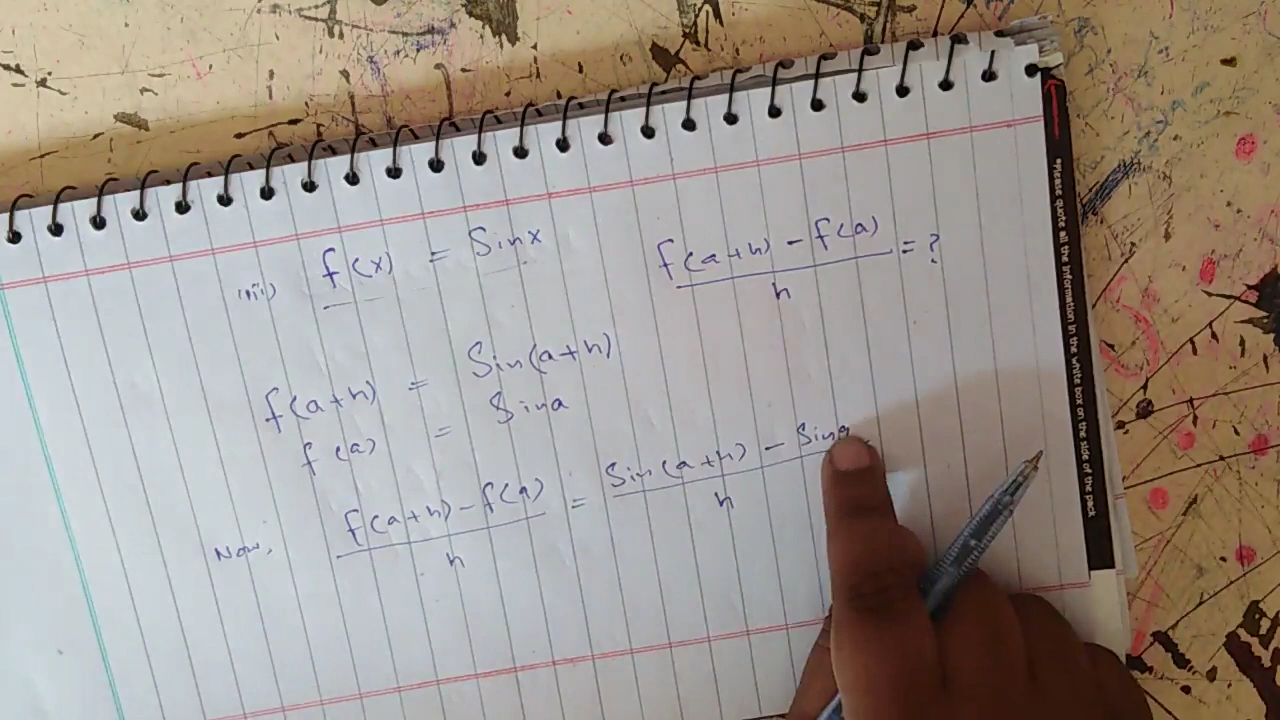 iii) f(x) = Sinx f(a+h) - f(a) / h = ?
f(a+h) = Sin(a+h)
f(a) = Sina
Now, f(a+h) - f(a) / h = Sin(a+h) - Sina / h
*Please quote all the information in the white box on the side of the pack